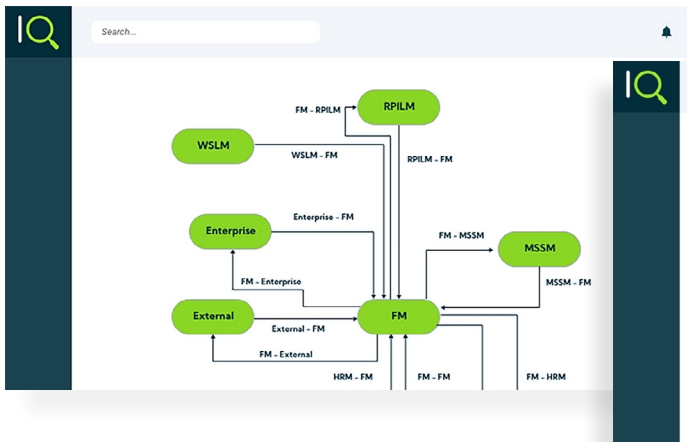 IQ
Search...
IQ
RPILM
FM - RPILM
WSLM
WSLM - FM
RPILM - FM
Enterprise - FM
Enterprise
FM - MSSM
MSSM
FM - Enterprise
MSSM - FM
External
FM
External - FM
FM - External
HRM - FM
FM - FM
FM - HRM